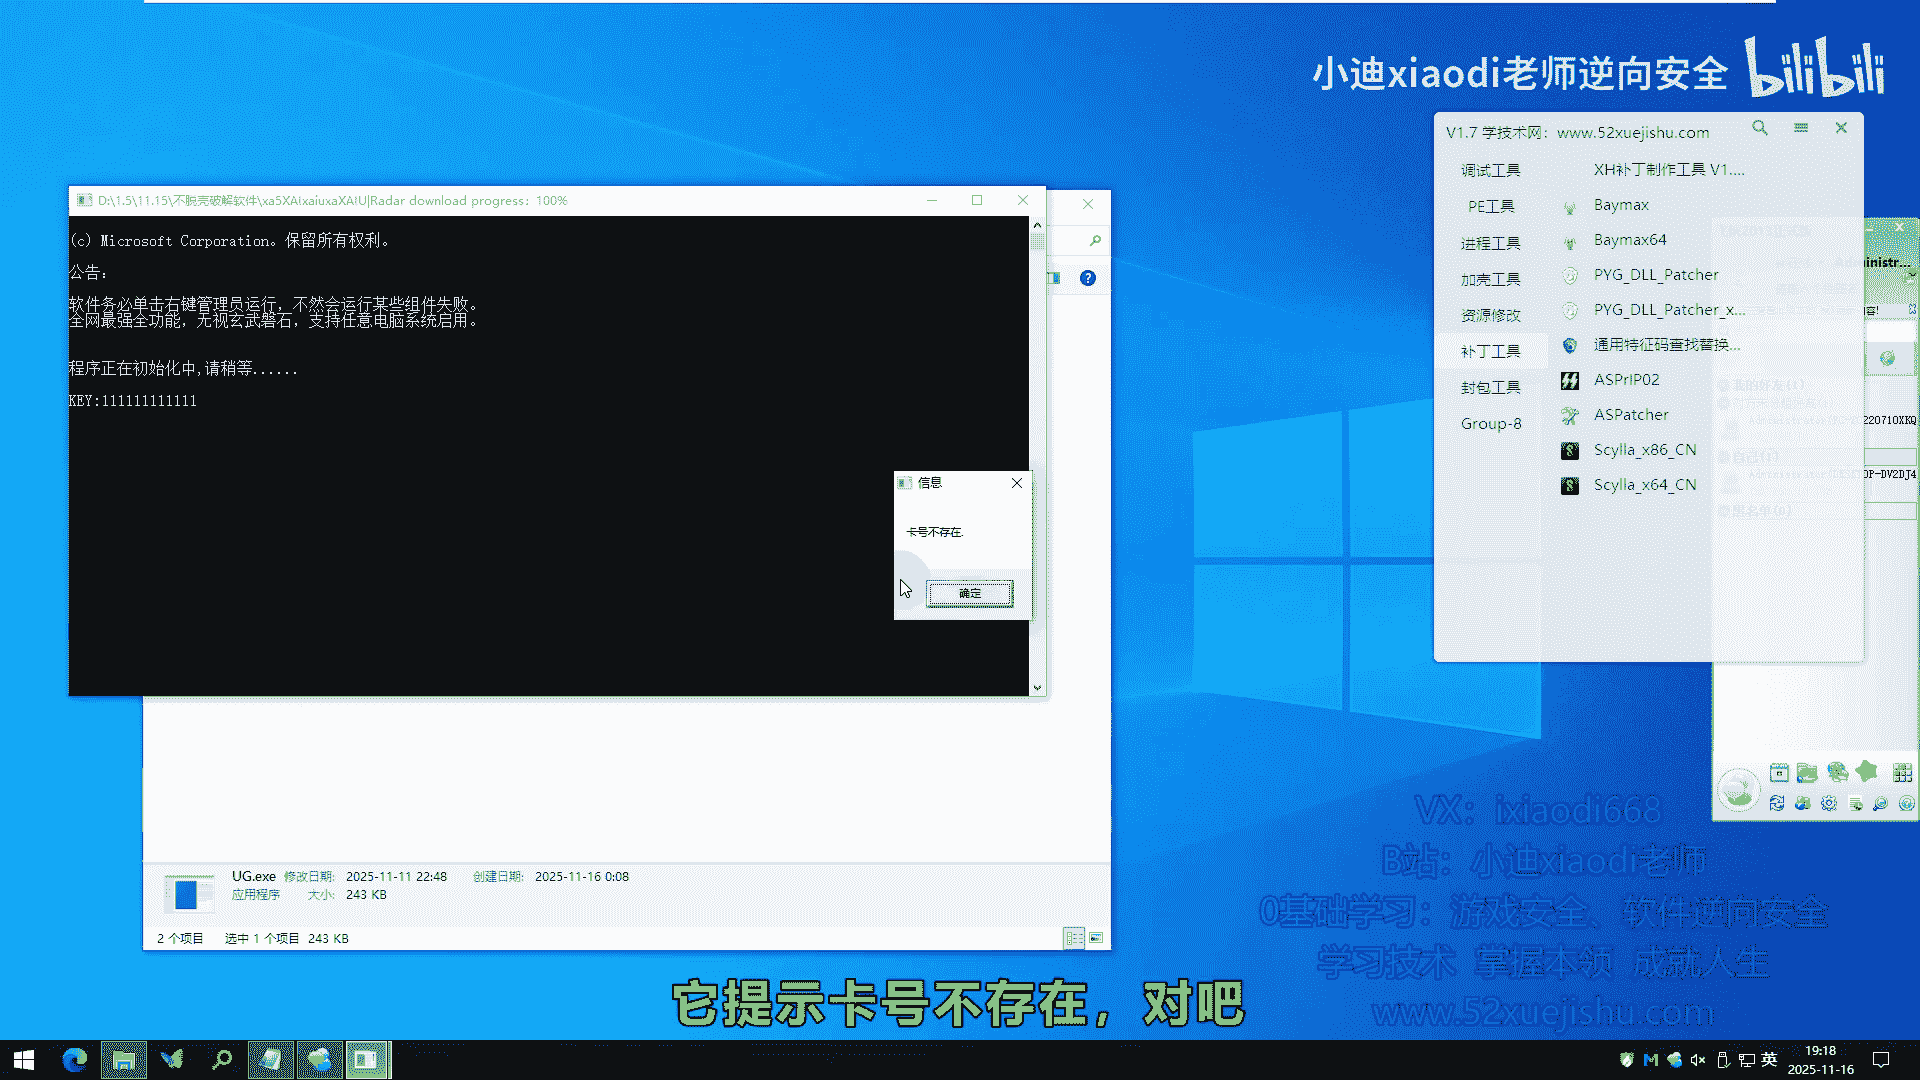 小迪xiaodi老师逆向安全 bilibili
V1.7 学技术网：www.52xuejishu.com
调试工具
PE工具
进程工具
加壳工具
资源修改
补丁工具
封包工具
Group-8
XH补丁制作工具 V1....
Baymax
Baymax64
PYG_DLL_Patcher
PYG_DLL_Patcher_x...
通用特征码查找替换...
ASPrIP02
ASPatcher
Scylla_x86_CN
Scylla_x64_CN
D:\1.5\11.15\不脱壳破解软件\xa5XA!xaiuxaXA!U|Radar download progress：100%
(c) Microsoft Corporation。保留所有权利。
公告：
软件务必单击右键管理员运行，不然会运行某些组件失败。
全网最强全功能，无视玄武磐石，支持任意电脑系统启用。
程序正在初始化中,请稍等......
KEY:111111111111
信息
卡号不存在.
确定
UG.exe 修改日期: 2025-11-11 22:48 创建日期: 2025-11-16 0:08
应用程序 大小: 243 KB
2 个项目 选中 1 个项目 243 KB
VX：ixiaodi668
B站：小迪xiaodi老师
0基础学习：游戏安全、软件逆向安全
学习技术 掌握本领 成就人生
www.52xuejishu.com
它提示卡号不存在，对吧
英
19:18
2025-11-16